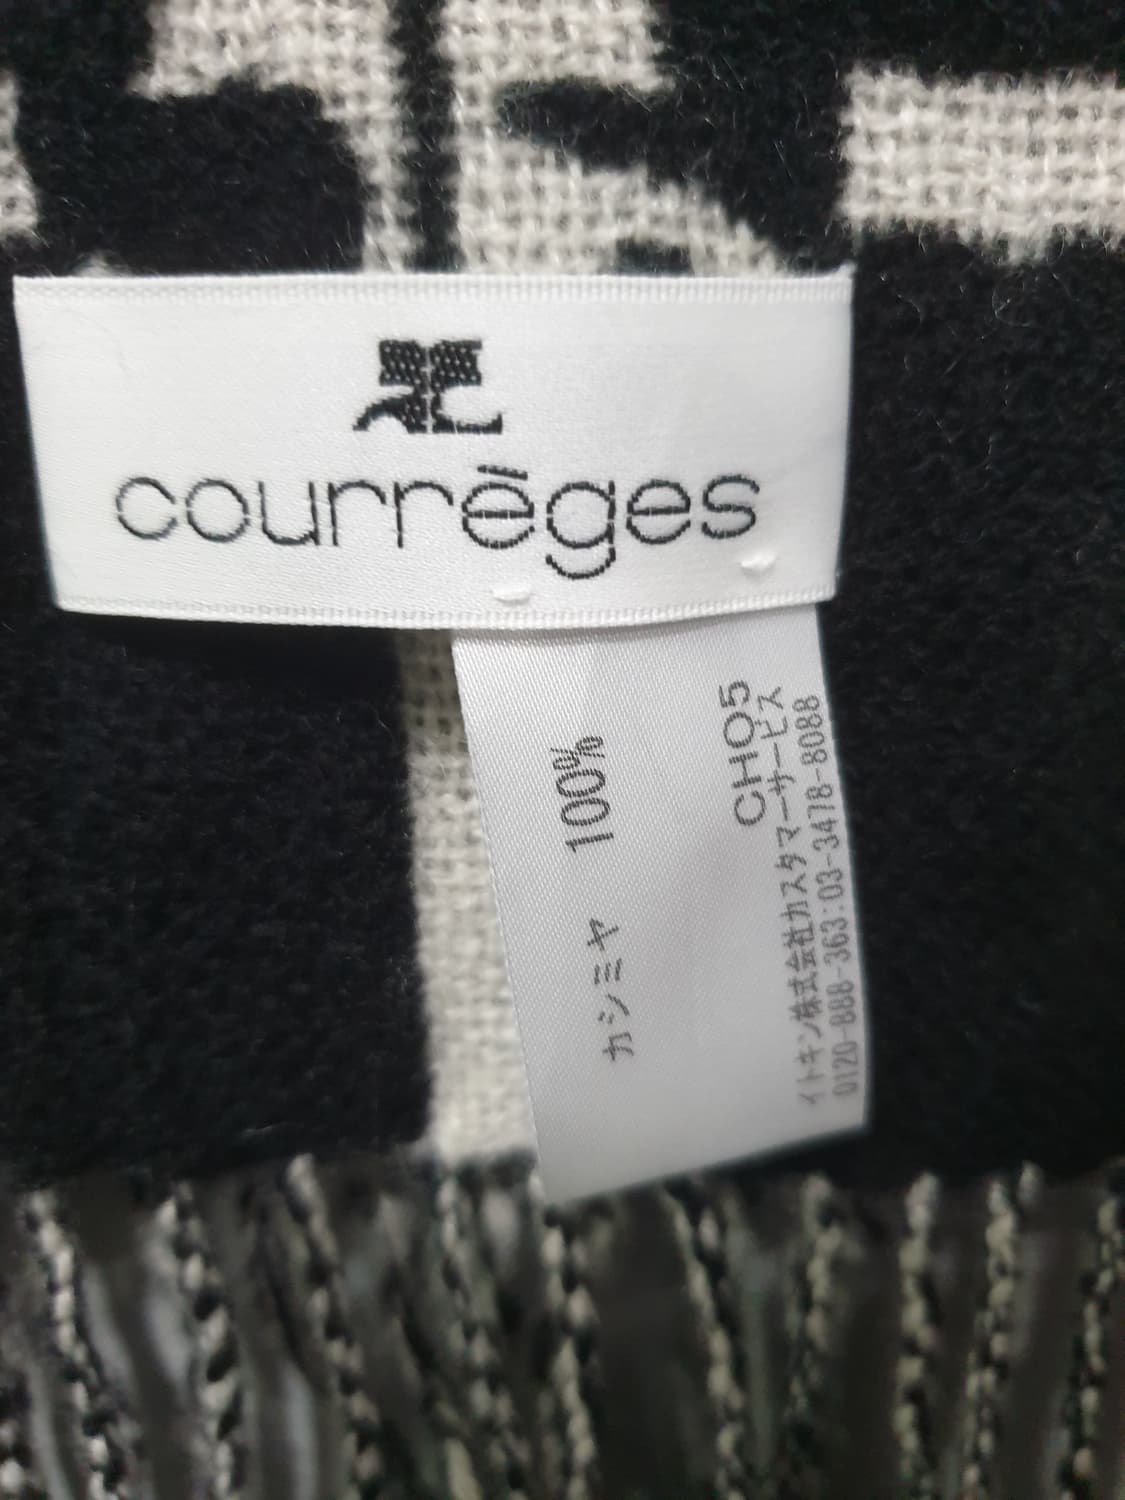 courrèges
カシミヤ 100%
CH05
イトキン株式会社カスタマーサービス
0120-888-363:03-3478-8088